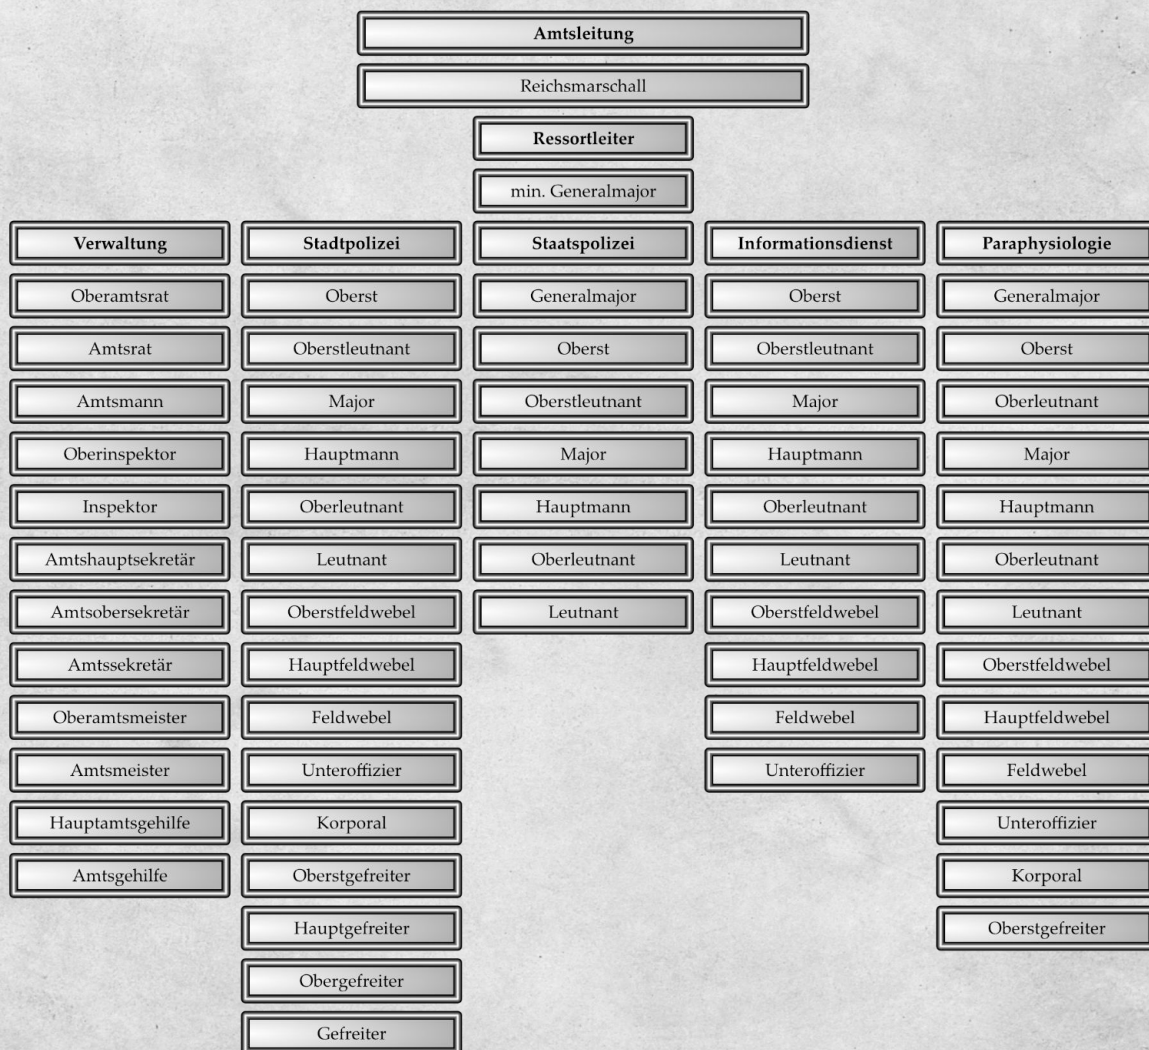 Amtsleitung
Reichsmarschall
Ressortleiter
min. Generalmajor
Verwaltung
Oberamtsrat
Amtsrat
Amtsmann
Oberinspektor
Inspektor
Amtshauptsekretär
Amtsobersekretär
Amtssekretär
Oberamtsmeister
Amtsmeister
Hauptamtsgehilfe
Amtsgehilfe
Stadtpolizei
Oberst
Oberstleutnant
Major
Hauptmann
Oberleutnant
Leutnant
Oberstfeldwebel
Hauptfeldwebel
Feldwebel
Unteroffizier
Korporal
Oberstgefreiter
Hauptgefreiter
Obergefreiter
Gefreiter
Staatspolizei
Generalmajor
Oberst
Oberstleutnant
Major
Hauptmann
Oberleutnant
Leutnant
Informationsdienst
Oberst
Oberstleutnant
Major
Hauptmann
Oberleutnant
Leutnant
Oberstfeldwebel
Hauptfeldwebel
Feldwebel
Unteroffizier
Paraphysiologie
Generalmajor
Oberst
Oberleutnant
Major
Hauptmann
Oberleutnant
Leutnant
Oberstfeldwebel
Hauptfeldwebel
Feldwebel
Unteroffizier
Korporal
Oberstgefreiter